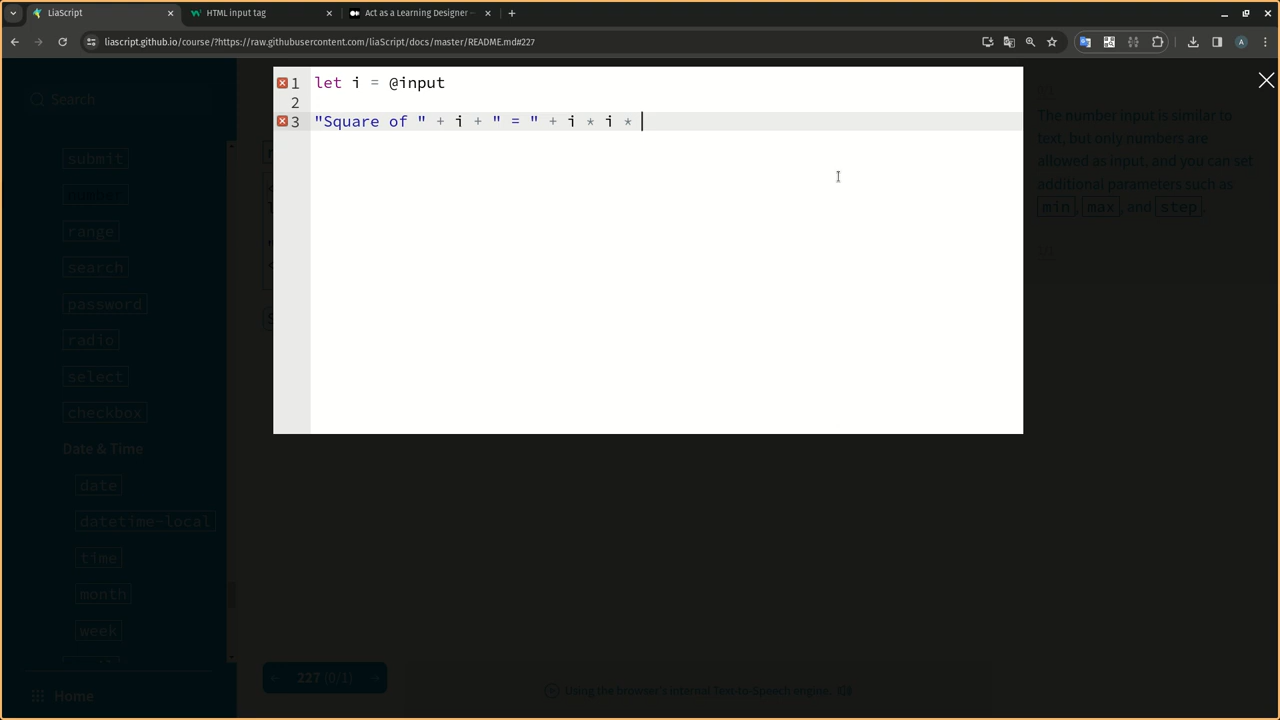 LiaScript
HTML input tag
Act as a Learning Designer
liascript.github.io/course/?https://raw.githubusercontent.com/liaScript/docs/master/README.md#227
A
Search
submit
number
range
search
password
radio
select
checkbox
Date & Time
date
datetime-local
time
month
week
Home
1 let i = @input
2
3 "Square of " + i + " = " + i * i *
The number input is similar to
text, but only numbers are
allowed as input, and you can set
additional parameters such as
min, max, and step.
← 227 (0/1) →
Using the browser's internal Text-to-Speech engine.